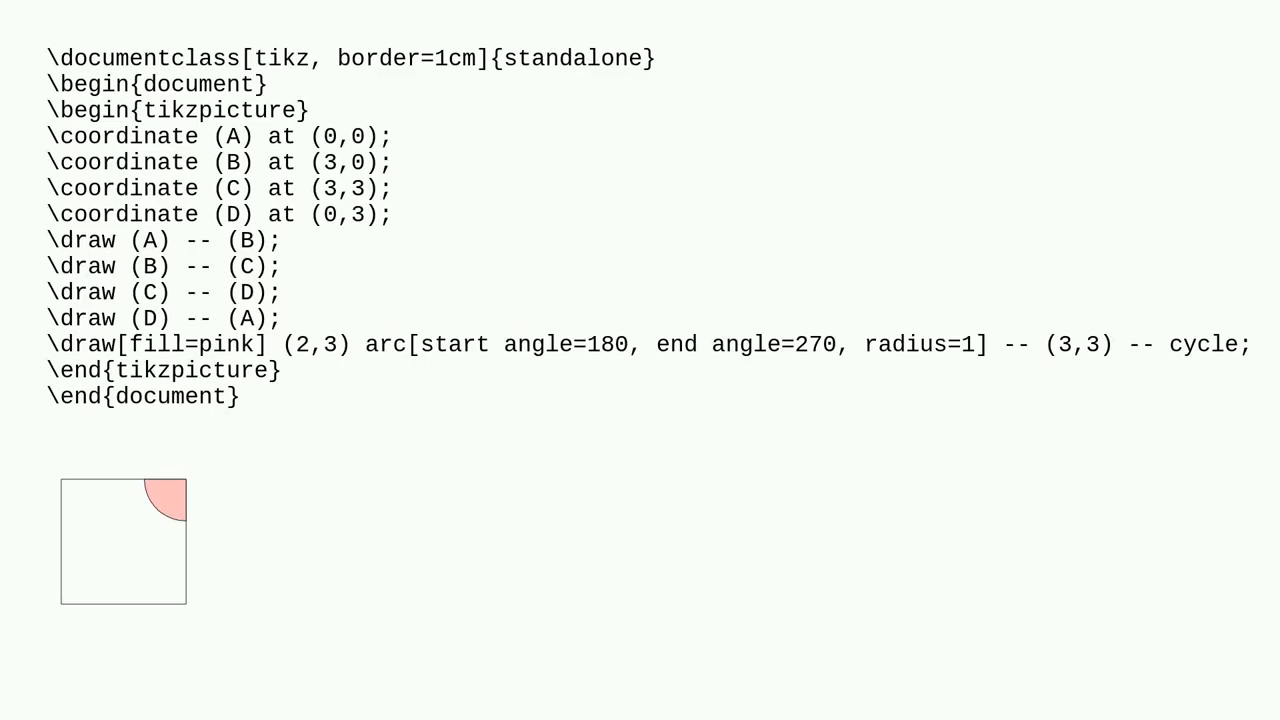 \documentclass[tikz, border=1cm]{standalone}
\begin{document}
\begin{tikzpicture}
\coordinate (A) at (0,0);
\coordinate (B) at (3,0);
\coordinate (C) at (3,3);
\coordinate (D) at (0,3);
\draw (A) -- (B);
\draw (B) -- (C);
\draw (C) -- (D);
\draw (D) -- (A);
\draw[fill=pink] (2,3) arc[start angle=180, end angle=270, radius=1] -- (3,3) -- cycle;
\end{tikzpicture}
\end{document}